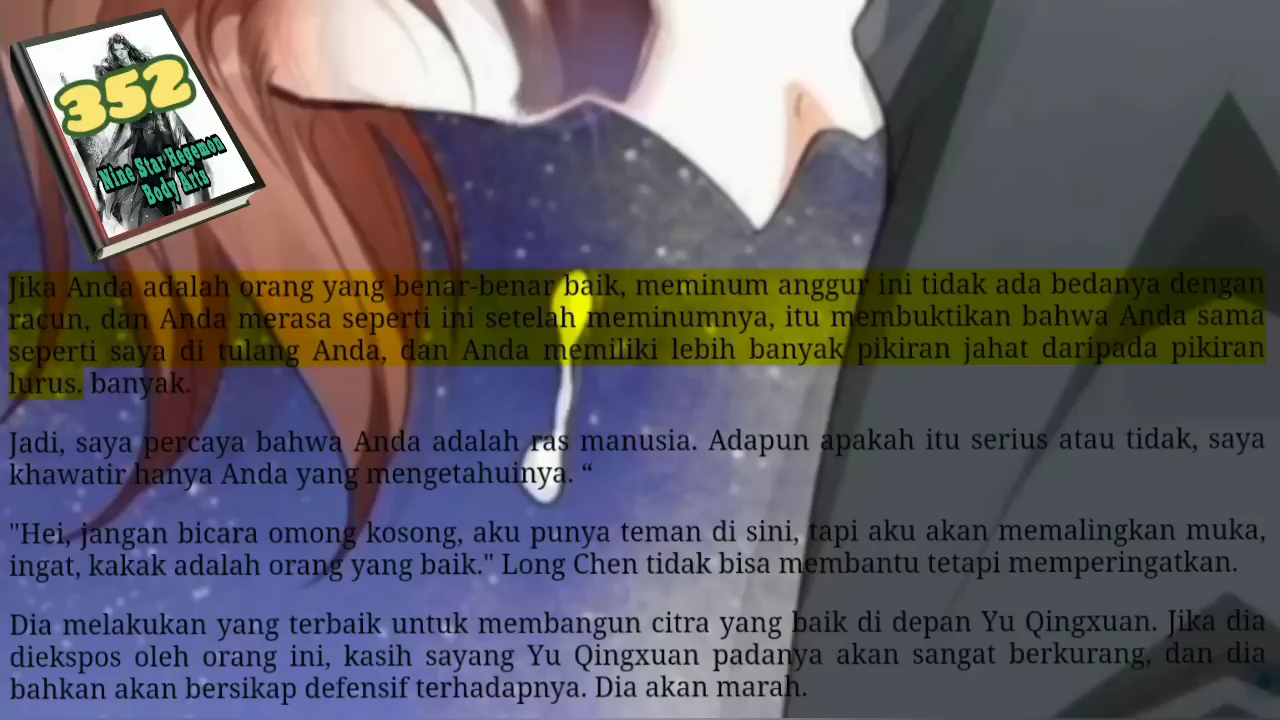 352
Nine Star Hegemon
Body Arts
Jika Anda adalah orang yang benar-benar baik, meminum anggur ini tidak ada bedanya dengan
racun, dan Anda merasa seperti ini setelah meminumnya, itu membuktikan bahwa Anda sama
seperti saya di tulang Anda, dan Anda memiliki lebih banyak pikiran jahat daripada pikiran
lurus. banyak.
Jadi, saya percaya bahwa Anda adalah ras manusia. Adapun apakah itu serius atau tidak, saya
khawatir hanya Anda yang mengetahuinya. “
"Hei, jangan bicara omong kosong, aku punya teman di sini, tapi aku akan memalingkan muka,
ingat, kakak adalah orang yang baik." Long Chen tidak bisa membantu tetapi memperingatkan.
Dia melakukan yang terbaik untuk membangun citra yang baik di depan Yu Qingxuan. Jika dia
diekspos oleh orang ini, kasih sayang Yu Qingxuan padanya akan sangat berkurang, dan dia
bahkan akan bersikap defensif terhadapnya. Dia akan marah.